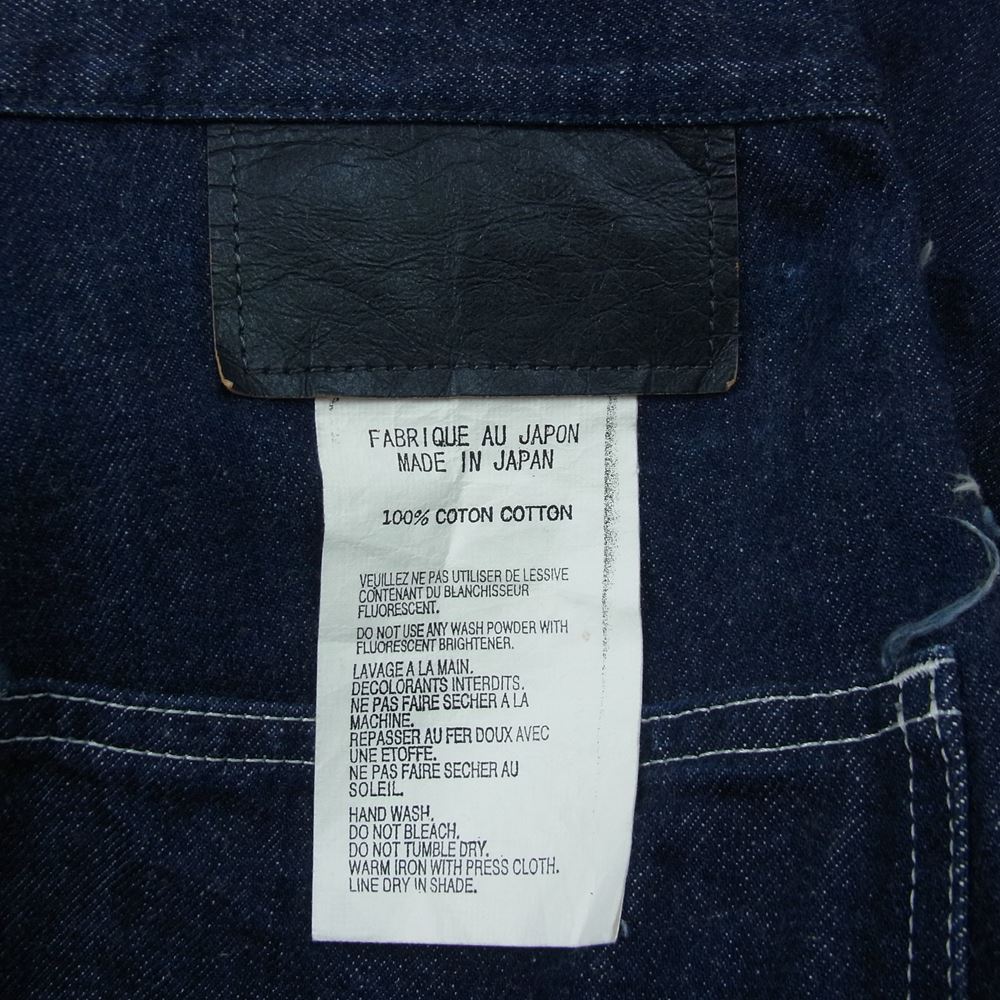 FABRIQUE AU JAPON
MADE IN JAPAN
100% COTON COTTON
VEUILLEZ NE PAS UTILISER DE LESSIVE
CONTENANT DU BLANCHISSEUR
FLUORESCENT.
DO NOT USE ANY WASH POWDER WITH
FLUORESCENT BRIGHTENER.
LAVAGE A LA MAIN.
DECOLORANTS INTERDITS.
NE PAS FAIRE SECHER A LA
MACHINE.
REPASSER AU FER DOUX AVEC
UNE ETOFFE.
NE PAS FAIRE SECHER AU
SOLEIL.
HAND WASH.
DO NOT BLEACH.
DO NOT TUMBLE DRY.
WARM IRON WITH PRESS CLOTH.
LINE DRY IN SHADE.